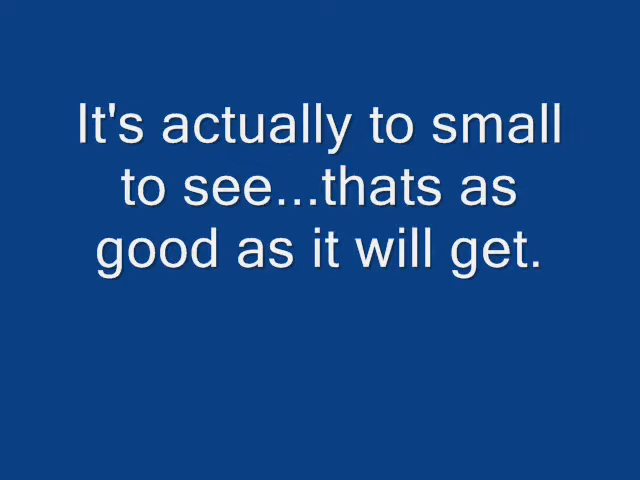 It's actually to small
to see...thats as
good as it will get.